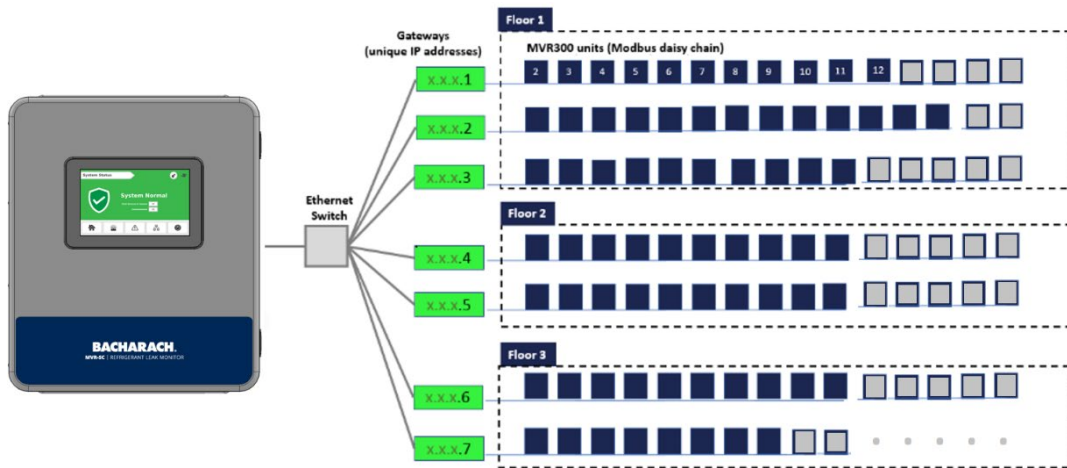 Floor 1
Gateways
(unique IP addresses)
MVR300 units (Modbus daisy chain)
x.x.x.1
2 3 4 5 6 7 8 9 10 11 12
x.x.x.2
x.x.x.3
System Status
System Normal
Ethernet
Switch
Floor 2
x.x.x.4
x.x.x.5
BACHARACH.
MVR-SC | REFRIGERANT LEAK MONITOR
Floor 3
x.x.x.6
x.x.x.7